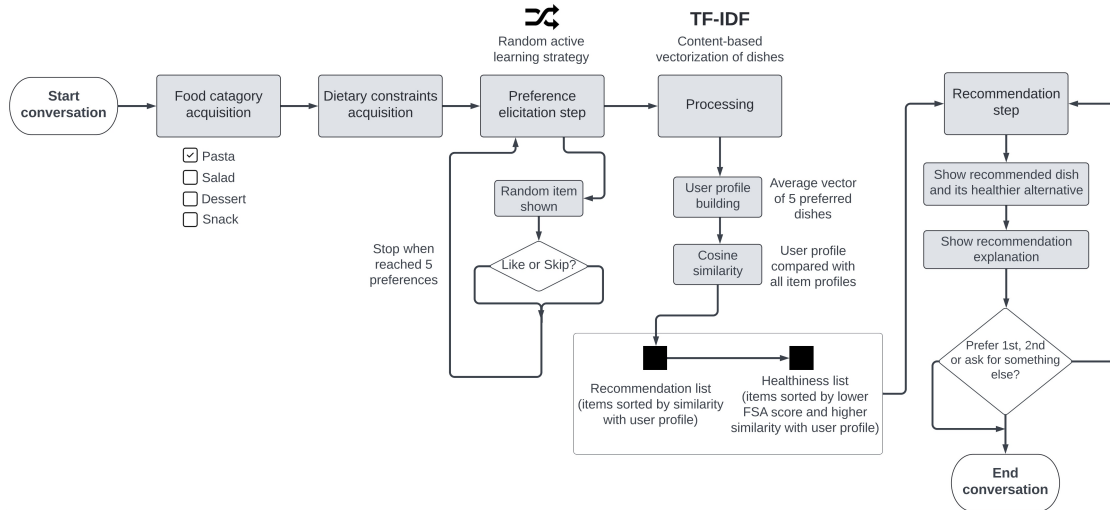 Start
conversation
Food catagory
acquisition
Pasta
Salad
Dessert
Snack
Dietary constraints
acquisition
Random active
learning strategy
Preference
elicitation step
Random item
shown
Like or Skip?
Stop when
reached 5
preferences
TF-IDF
Content-based
vectorization of dishes
Processing
User profile
building
Average vector
of 5 preferred
dishes
Cosine
similarity
User profile
compared with
all item profiles
Recommendation list
(items sorted by similarity
with user profile)
Healthiness list
(items sorted by lower
FSA score and higher
similarity with user profile)
Recommendation
step
Show recommended dish
and its healthier alternative
Show recommendation
explanation
Prefer 1st, 2nd
or ask for something
else?
End
conversation